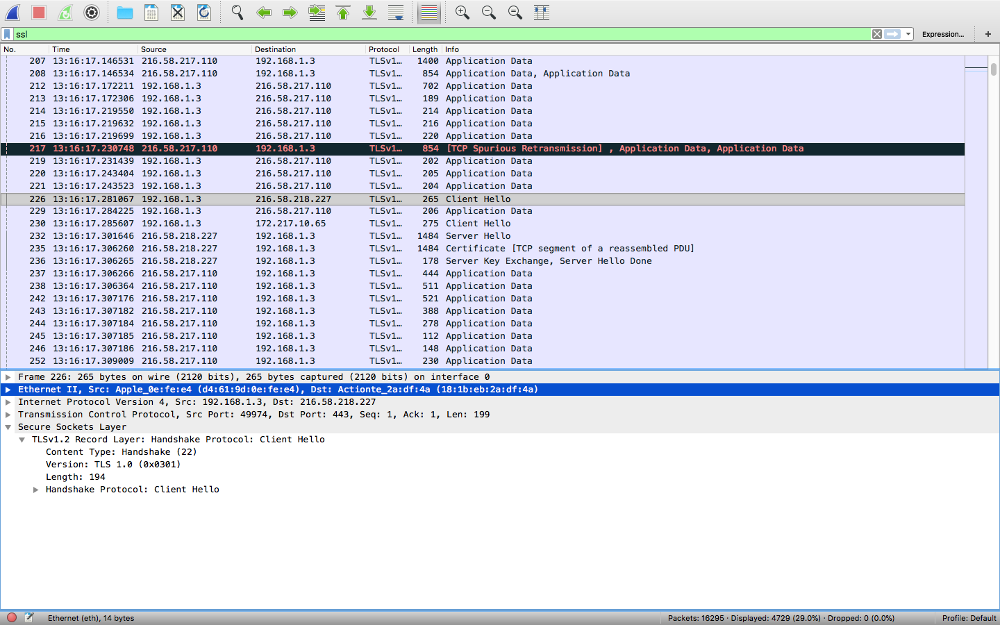 ssl
Expression... +
No. Time Source Destination Protocol Length Info
207 13:16:17.146531 216.58.217.110 192.168.1.3 TLSv1… 1400 Application Data
208 13:16:17.146534 216.58.217.110 192.168.1.3 TLSv1… 854 Application Data, Application Data
212 13:16:17.172211 192.168.1.3 216.58.217.110 TLSv1… 702 Application Data
213 13:16:17.172306 192.168.1.3 216.58.217.110 TLSv1… 189 Application Data
214 13:16:17.219550 192.168.1.3 216.58.217.110 TLSv1… 214 Application Data
215 13:16:17.219632 192.168.1.3 216.58.217.110 TLSv1… 216 Application Data
216 13:16:17.219699 192.168.1.3 216.58.217.110 TLSv1… 220 Application Data
217 13:16:17.230748 216.58.217.110 192.168.1.3 TLSv1… 854 [TCP Spurious Retransmission] , Application Data, Application Data
219 13:16:17.231439 192.168.1.3 216.58.217.110 TLSv1… 202 Application Data
220 13:16:17.243404 192.168.1.3 216.58.217.110 TLSv1… 205 Application Data
221 13:16:17.243523 192.168.1.3 216.58.217.110 TLSv1… 204 Application Data
226 13:16:17.281067 192.168.1.3 216.58.218.227 TLSv1… 265 Client Hello
229 13:16:17.284225 192.168.1.3 216.58.217.110 TLSv1… 206 Application Data
230 13:16:17.285607 192.168.1.3 172.217.10.65 TLSv1… 275 Client Hello
232 13:16:17.301646 216.58.218.227 192.168.1.3 TLSv1… 1484 Server Hello
235 13:16:17.306260 216.58.218.227 192.168.1.3 TLSv1… 1484 Certificate [TCP segment of a reassembled PDU]
236 13:16:17.306265 216.58.218.227 192.168.1.3 TLSv1… 178 Server Key Exchange, Server Hello Done
237 13:16:17.306266 216.58.217.110 192.168.1.3 TLSv1… 444 Application Data
238 13:16:17.306364 216.58.217.110 192.168.1.3 TLSv1… 511 Application Data
242 13:16:17.307176 216.58.217.110 192.168.1.3 TLSv1… 521 Application Data
243 13:16:17.307182 216.58.217.110 192.168.1.3 TLSv1… 388 Application Data
244 13:16:17.307184 216.58.217.110 192.168.1.3 TLSv1… 278 Application Data
245 13:16:17.307185 216.58.217.110 192.168.1.3 TLSv1… 112 Application Data
246 13:16:17.307186 216.58.217.110 192.168.1.3 TLSv1… 148 Application Data
252 13:16:17.309009 216.58.217.110 192.168.1.3 TLSv1… 230 Application Data
Frame 226: 265 bytes on wire (2120 bits), 265 bytes captured (2120 bits) on interface 0
Ethernet II, Src: Apple_0e:fe:e4 (d4:61:9d:0e:fe:e4), Dst: Actionte_2a:df:4a (18:1b:eb:2a:df:4a)
Internet Protocol Version 4, Src: 192.168.1.3, Dst: 216.58.218.227
Transmission Control Protocol, Src Port: 49974, Dst Port: 443, Seq: 1, Ack: 1, Len: 199
Secure Sockets Layer
TLSv1.2 Record Layer: Handshake Protocol: Client Hello
Content Type: Handshake (22)
Version: TLS 1.0 (0x0301)
Length: 194
Handshake Protocol: Client Hello
Ethernet (eth), 14 bytes
Packets: 16295 · Displayed: 4729 (29.0%) · Dropped: 0 (0.0%)
Profile: Default